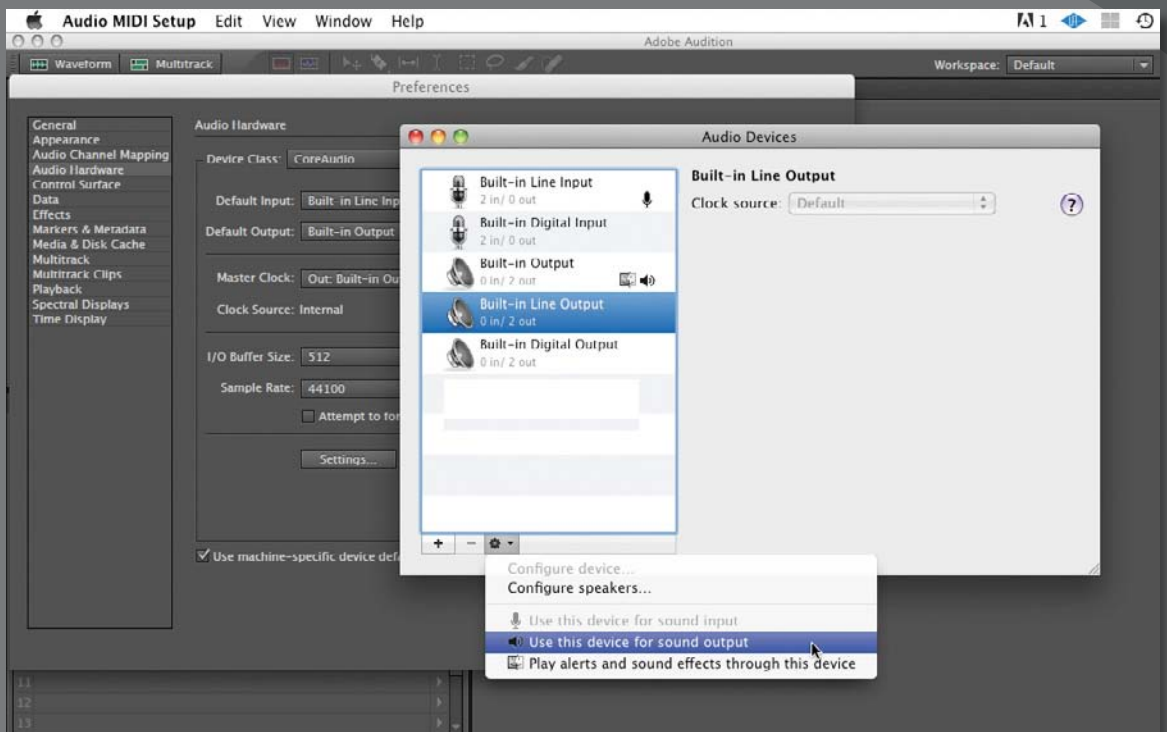 Audio MIDI Setup Edit View Window Help 1
Adobe Audition
Waveform Multitrack Workspace: Default
Preferences
General
Appearance
Audio Channel Mapping
Audio Hardware
Control Surface
Data
Effects
Markers & Metadata
Media & Disk Cache
Multitrack
Multitrack Clips
Playback
Spectral Displays
Time Display
Audio Hardware
Device Class: CoreAudio
Default Input: Built-in Line Inp
Default Output: Built-in Output
Master Clock: Out: Built-in Ou
Clock Source: Internal
I/O Buffer Size: 512
Sample Rate: 44100
Attempt to for
Settings...
Use machine-specific device defa
Audio Devices
Built-in Line Input
2 in/ 0 out
Built-in Digital Input
2 in/ 0 out
Built-in Output
0 in/ 2 out
Built-in Line Output
0 in/ 2 out
Built-in Digital Output
0 in/ 2 out
Built-in Line Output
Clock source: Default
?
+ −
Configure device...
Configure speakers...
Use this device for sound input
Use this device for sound output
Play alerts and sound effects through this device
11
12
13